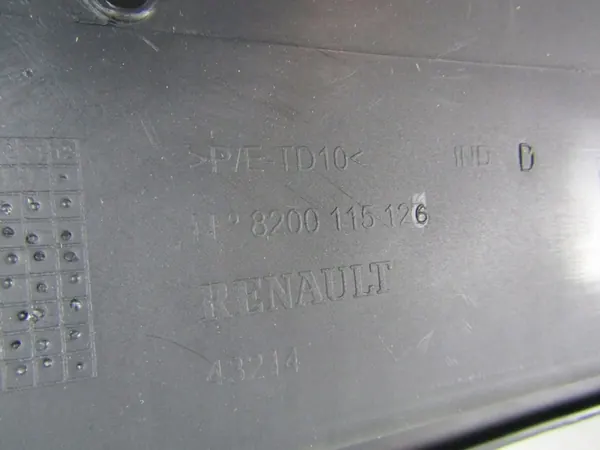 >P/E-TD10< IND D
N° 8200 115 126
RENAULT
43214